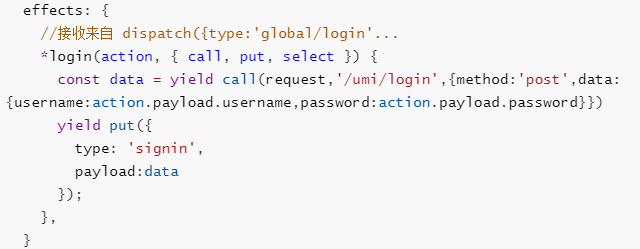 effects: {
//接收来自 dispatch({type:'global/login'...
*login(action, { call, put, select }) {
const data = yield call(request,'/umi/login',{method:'post',data:
{username:action.payload.username,password:action.payload.password}})
yield put({
type: 'signin',
payload:data
});
},
}